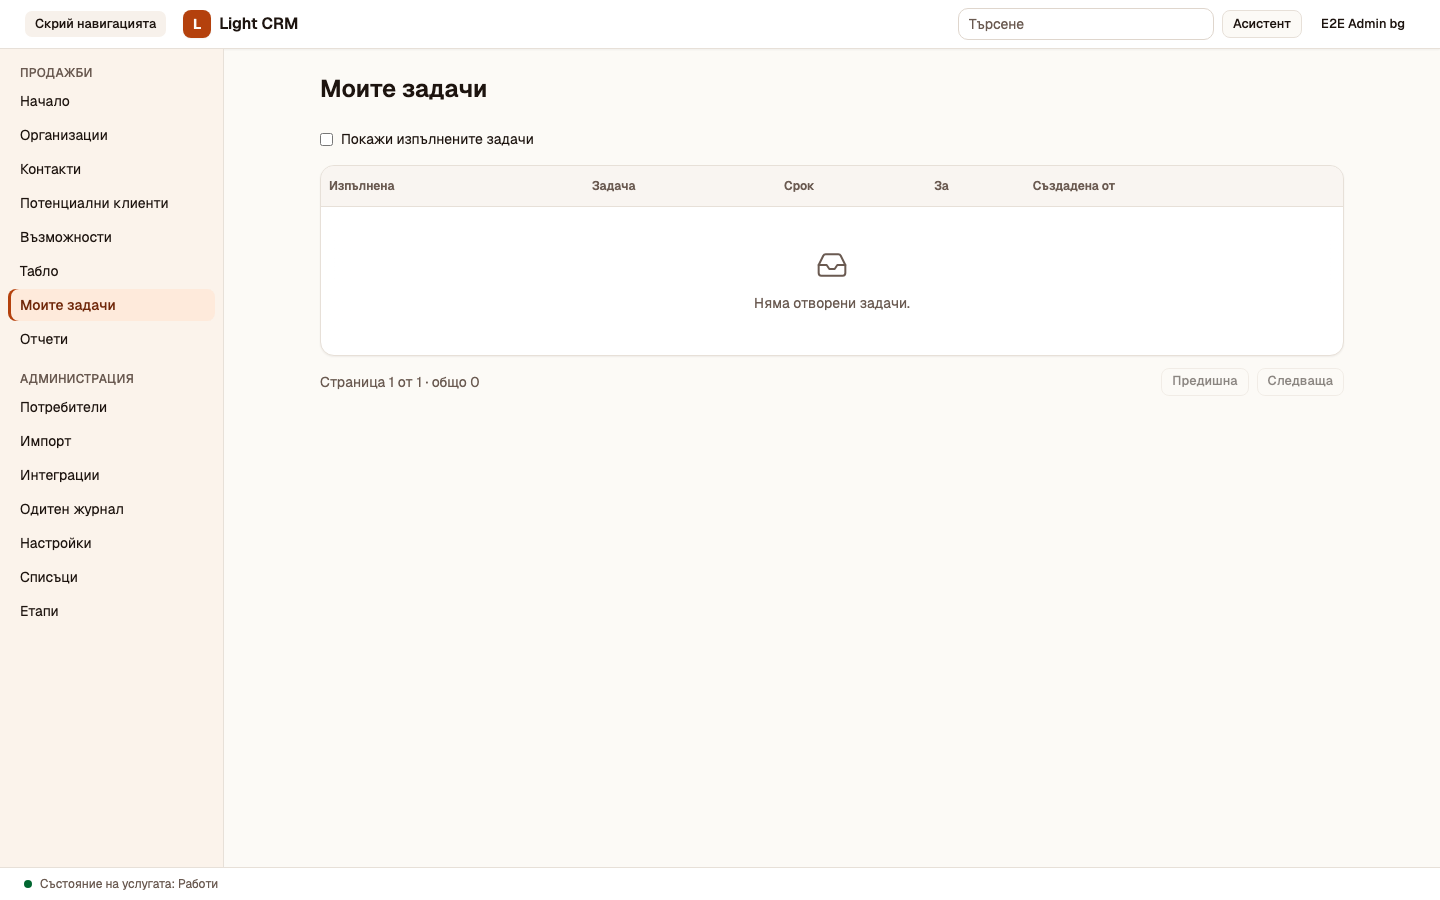 Скрий навигацията
L
Light CRM
Търсене
Асистент
E2E Admin bg
ПРОДАЖБИ
Начало
Организации
Контакти
Потенциални клиенти
Възможности
Табло
Моите задачи
Отчети
АДМИНИСТРАЦИЯ
Потребители
Импорт
Интеграции
Одитен журнал
Настройки
Списъци
Етапи
Моите задачи
Покажи изпълнените задачи
Изпълнена Задача Срок За Създадена от
Няма отворени задачи.
Страница 1 от 1 · общо 0
Предишна
Следваща
Състояние на услугата: Работи